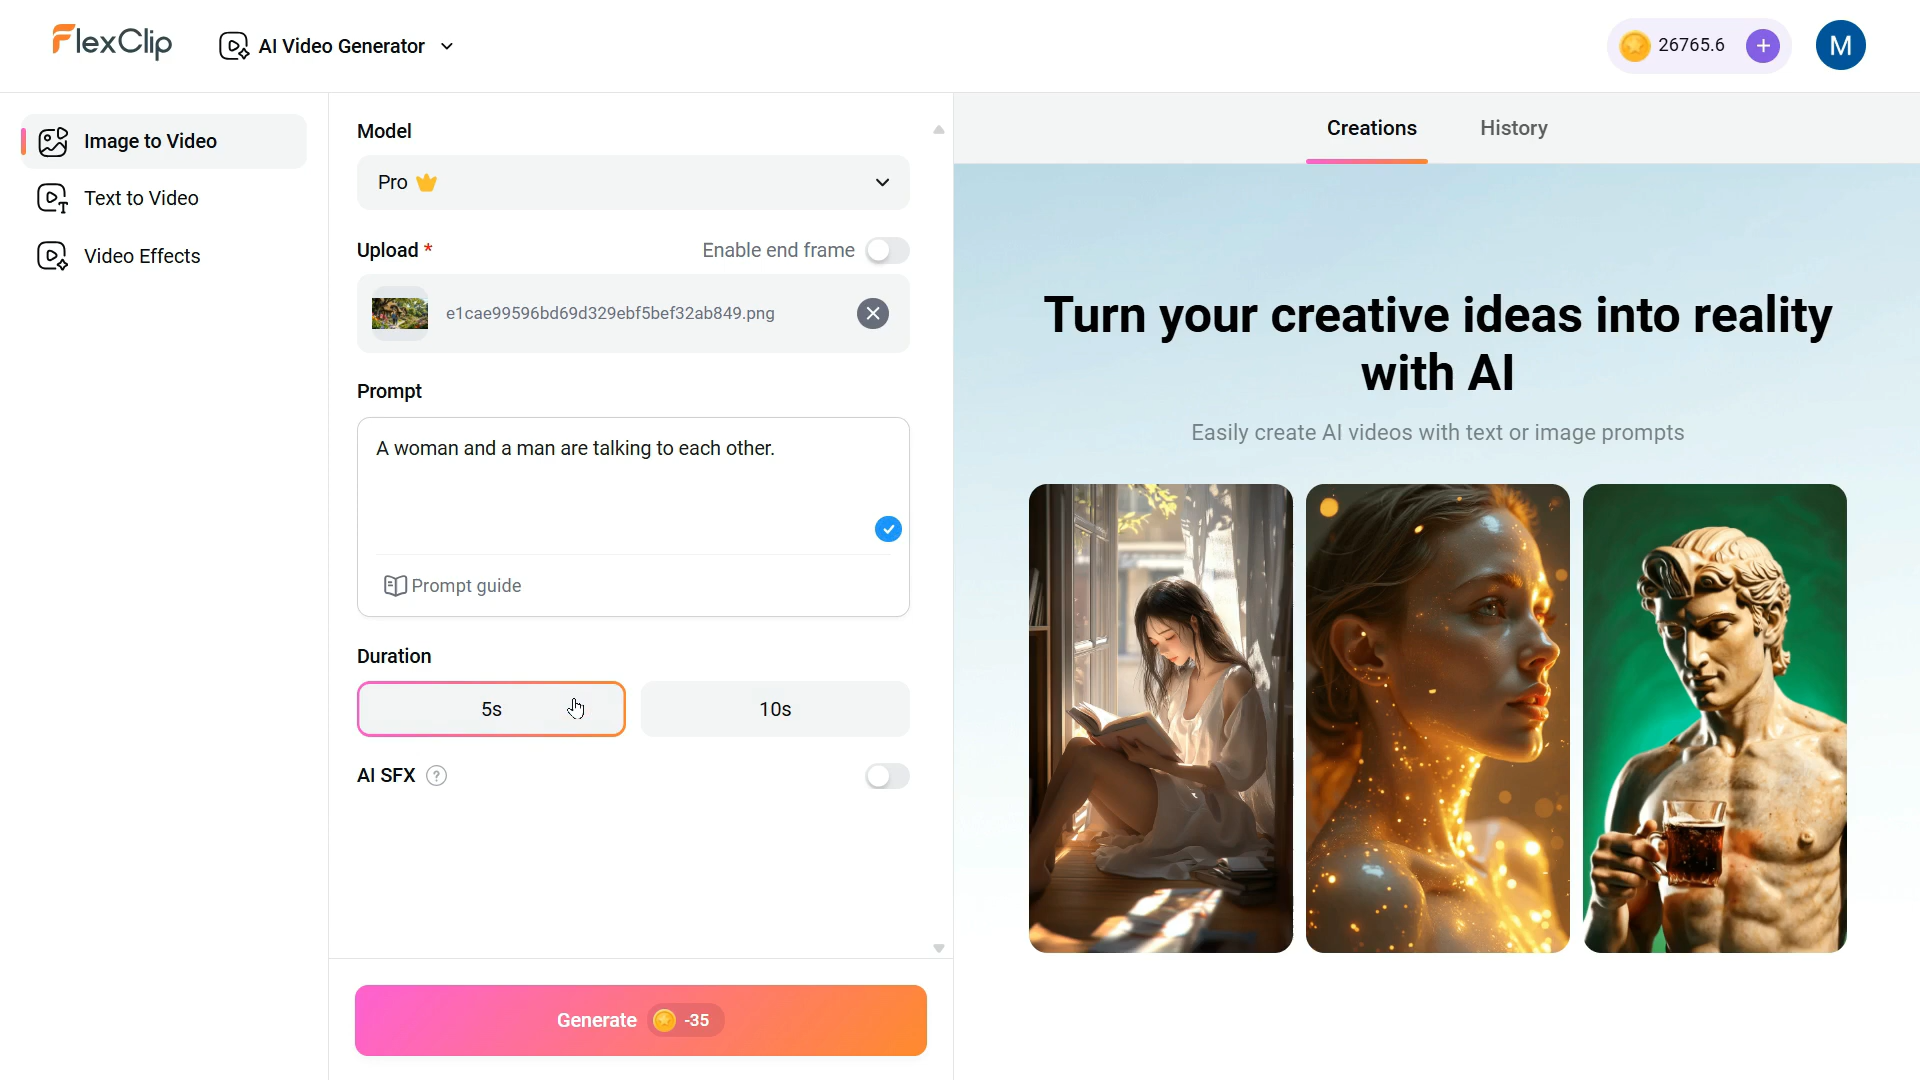 FlexClip
AI Video Generator
26765.6
M
Image to Video
Text to Video
Video Effects
Model
Pro
Upload *
Enable end frame
e1cae99596bd69d329ebf5bef32ab849.png
Prompt
A woman and a man are talking to each other.
Prompt guide
Duration
5s
10s
AI SFX ?
Generate -35
Creations
History
Turn your creative ideas into reality
with AI
Easily create AI videos with text or image prompts